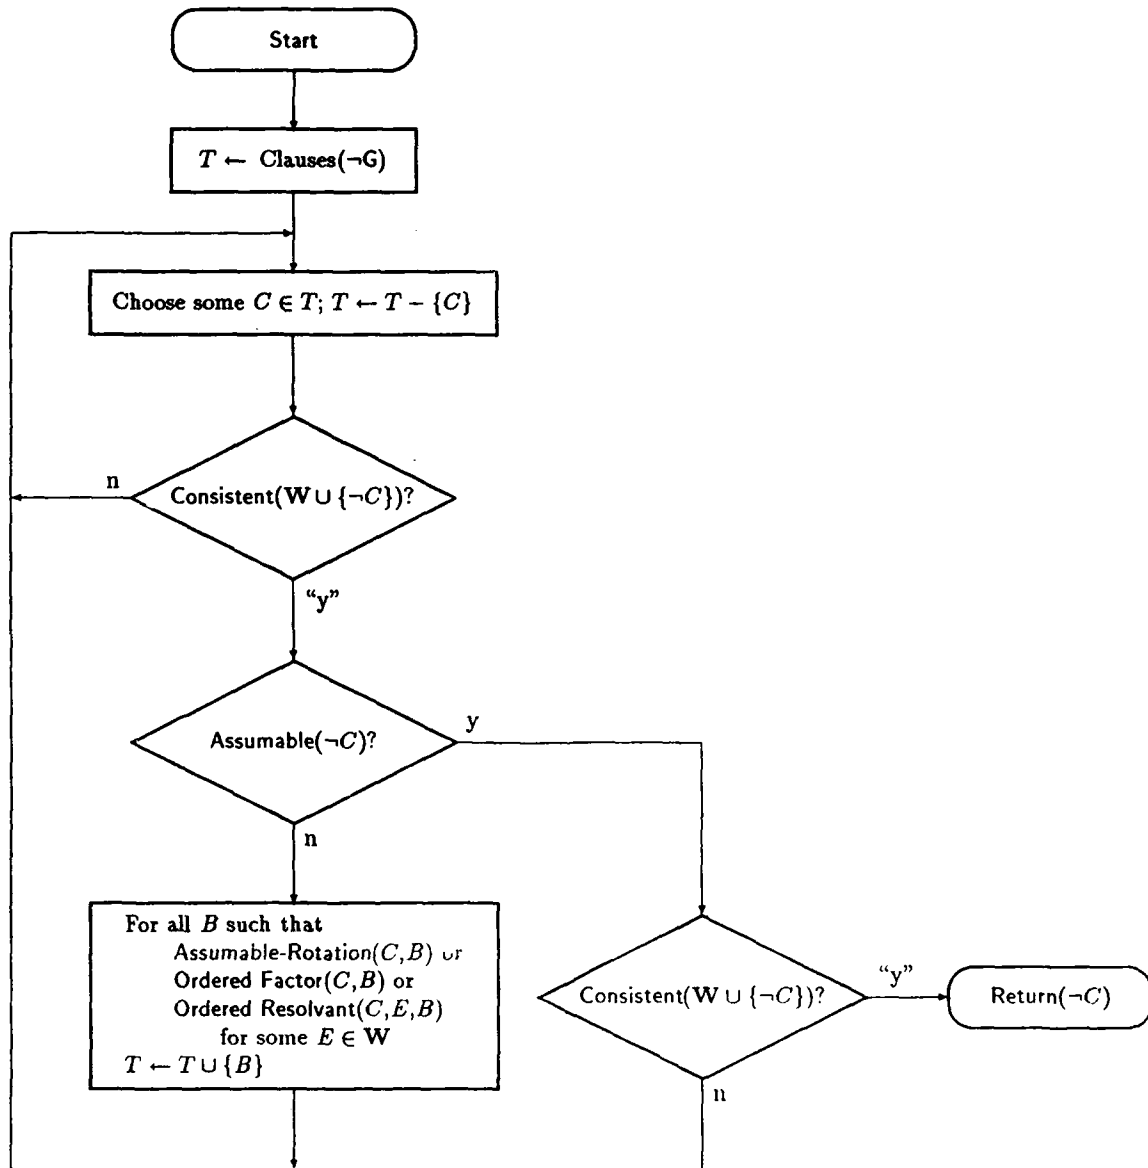 Start
T ← Clauses(¬G)
Choose some C ∈ T; T ← T − {C}
Consistent(W ∪ {¬C})?
n
“y”
Assumable(¬C)?
y
n
For all B such that
Assumable-Rotation(C,B) or
Ordered Factor(C,B) or
Ordered Resolvant(C,E,B)
for some E ∈ W
T ← T ∪ {B}
Consistent(W ∪ {¬C})?
“y”
Return(¬C)
n